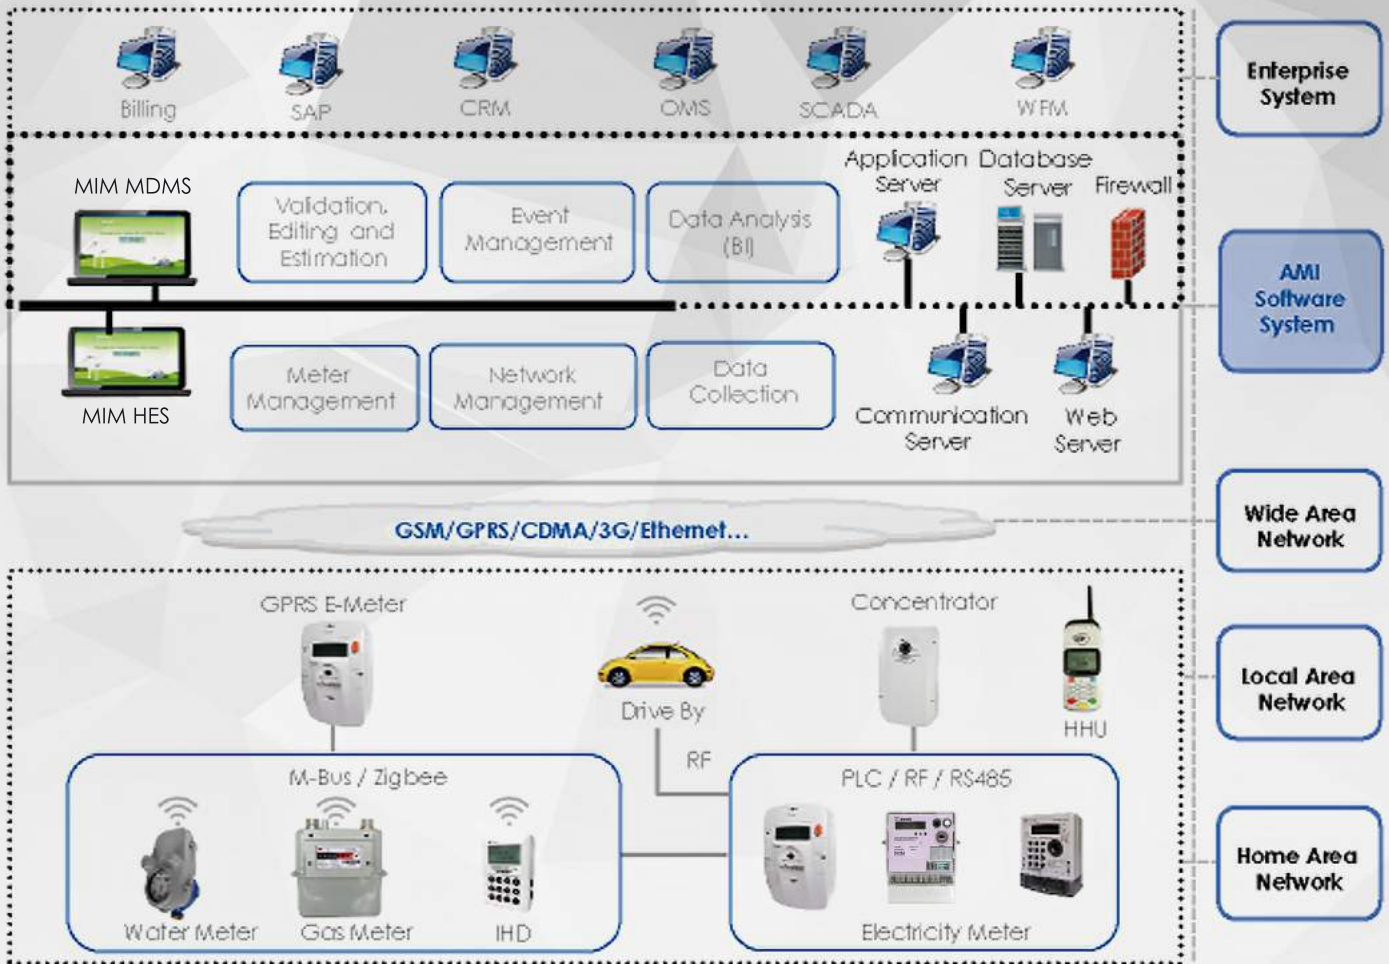 Billing
SAP
CRM
OMS
SCADA
WFM
Enterprise
System
MIM MDMS
Validation,
Editing and
Estimation
Event
Management
Data Analysis
(BI)
Application
Server
Database
Server
Firewall
AMI
Software
System
MIM HES
Meter
Management
Network
Management
Data
Collection
Communication
Server
Web
Server
GSM/GPRS/CDMA/3G/Ethernet...
Wide Area
Network
GPRS E-Meter
Drive By
RF
Concentrator
HHU
Local Area
Network
M-Bus / Zigbee
Water Meter
Gas Meter
IHD
PLC / RF / RS485
Electricity Meter
Home Area
Network